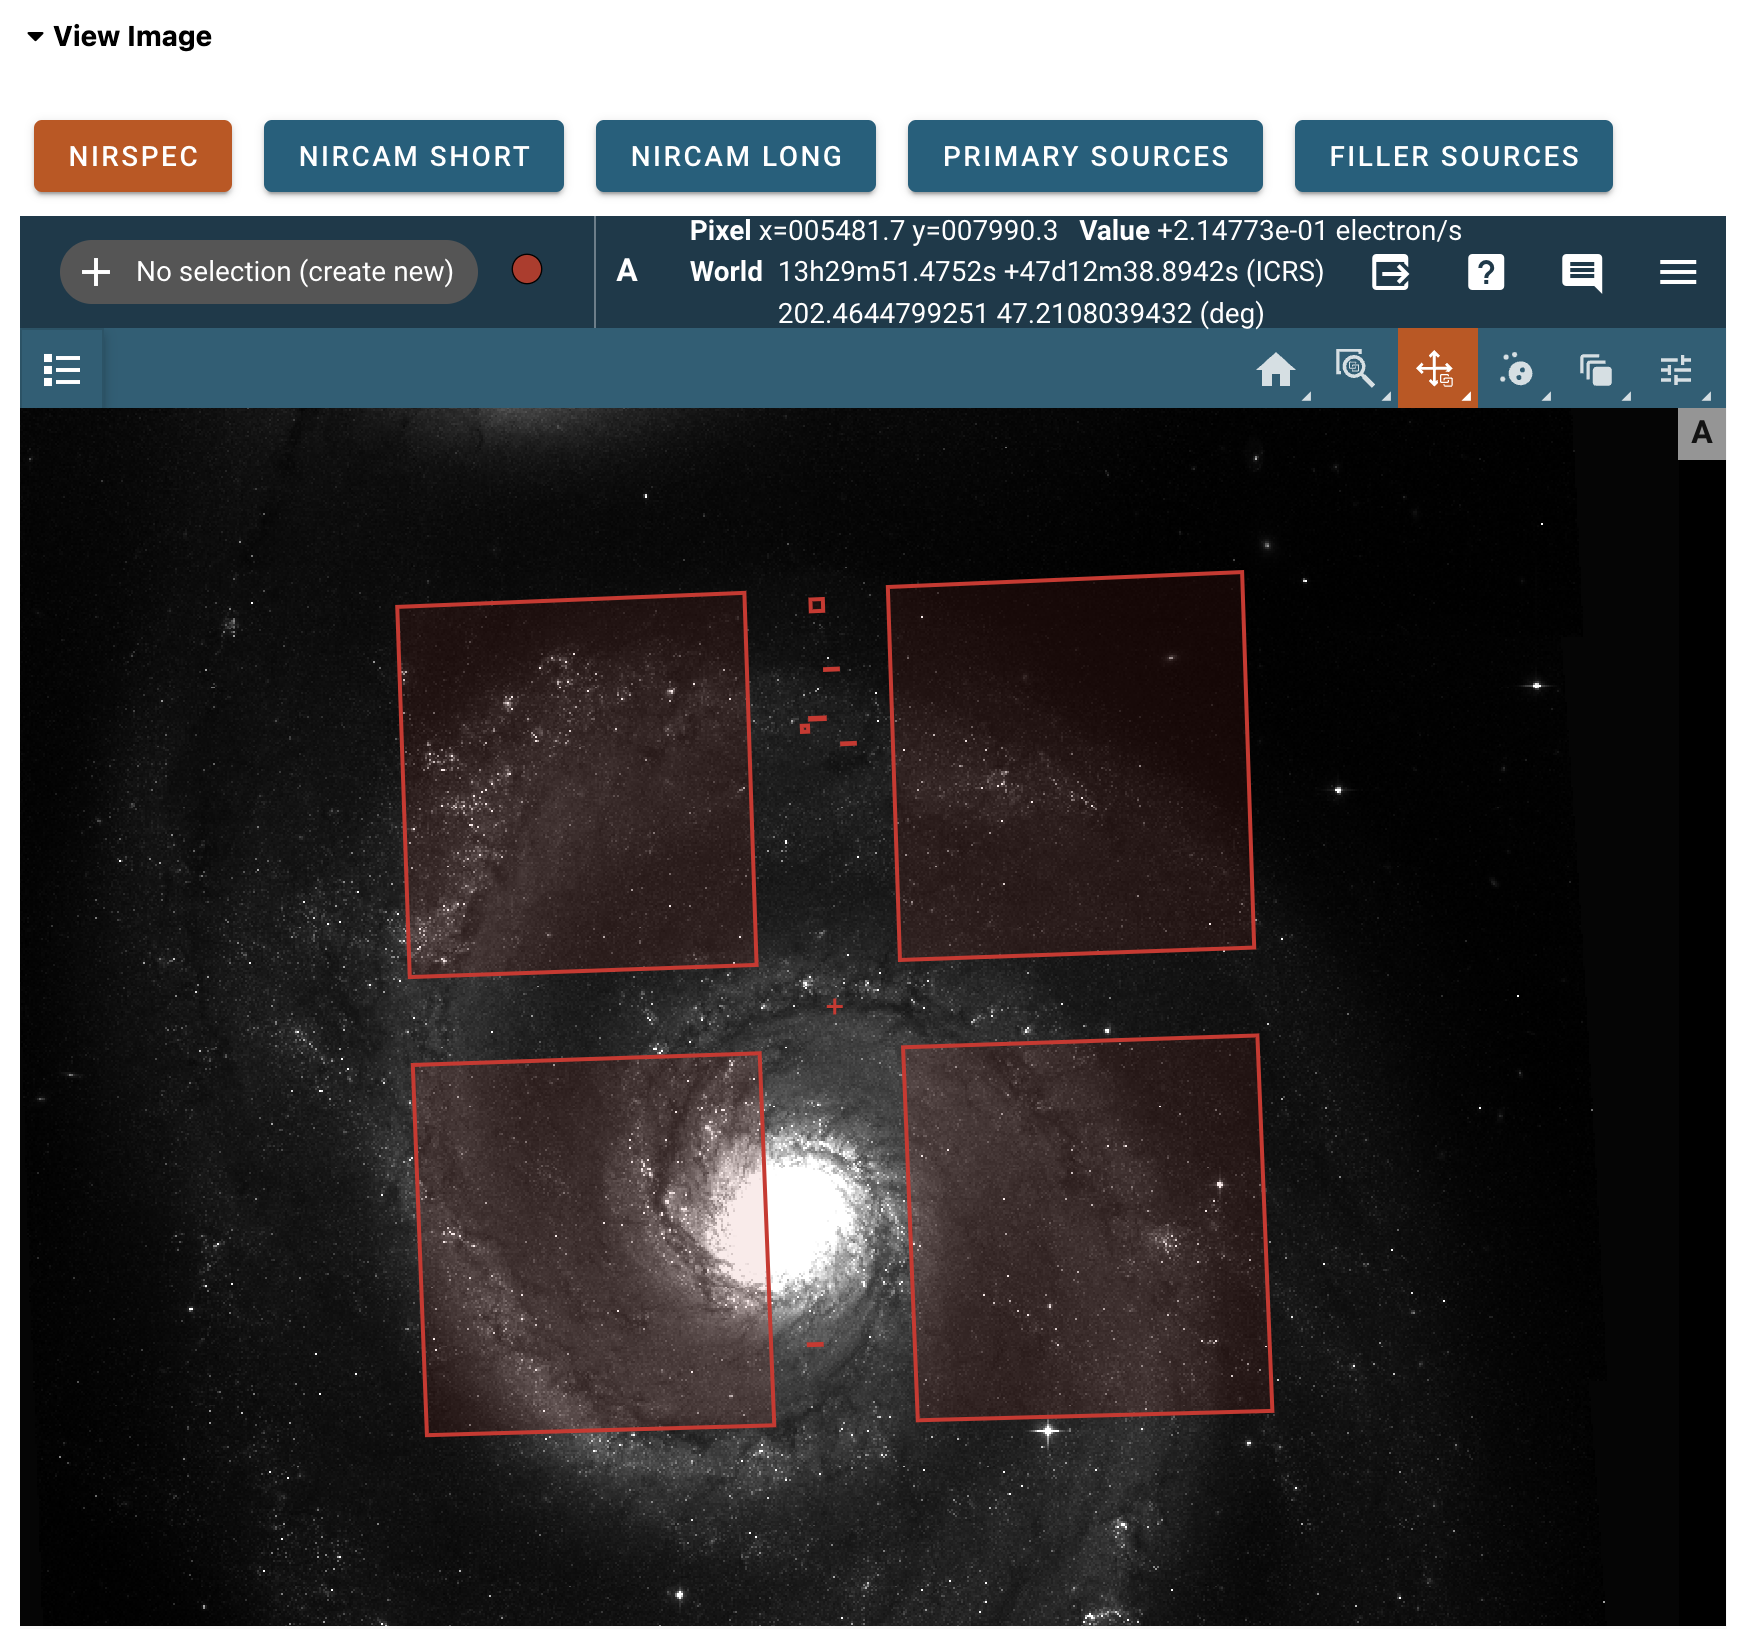 View Image
NIRSPEC
NIRCAM SHORT
NIRCAM LONG
PRIMARY SOURCES
FILLER SOURCES
No selection (create new)
A
Pixel x=005481.7 y=007990.3 Value +2.14773e-01 electron/s
World 13h29m51.4752s +47d12m38.8942s (ICRS)
202.4644799251 47.2108039432 (deg)
?
A